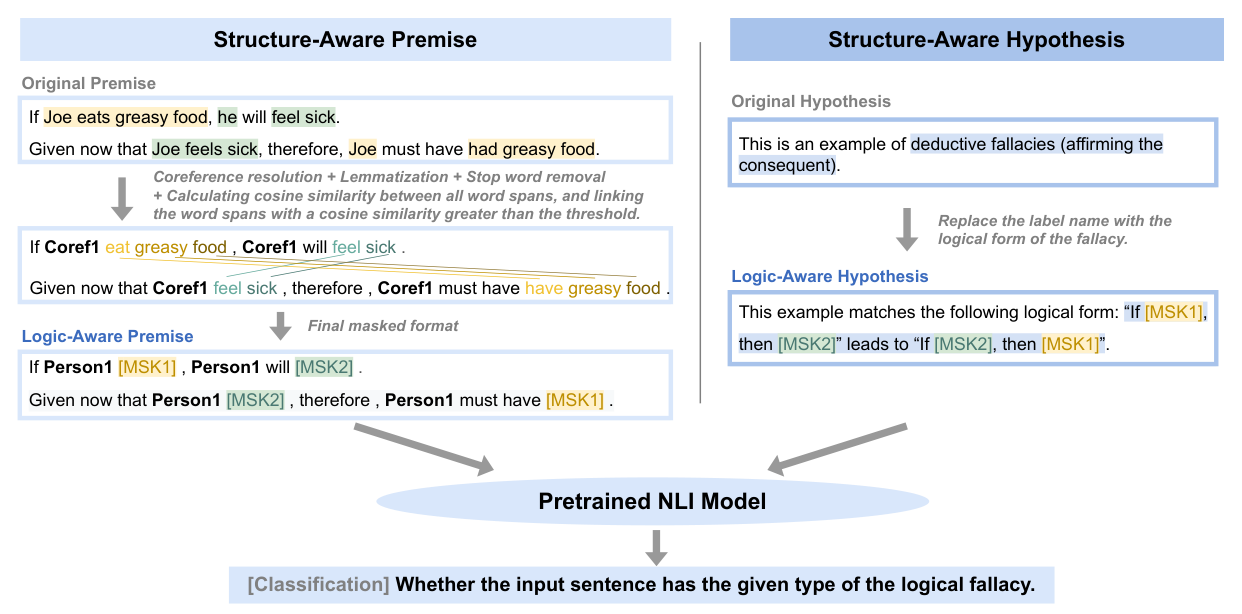 Structure-Aware Premise
Original Premise
If Joe eats greasy food, he will feel sick.
Given now that Joe feels sick, therefore, Joe must have had greasy food.
Coreference resolution + Lemmatization + Stop word removal
+ Calculating cosine similarity between all word spans, and linking
the word spans with a cosine similarity greater than the threshold.
If Coref1 eat greasy food , Coref1 will feel sick .
Given now that Coref1 feel sick , therefore , Coref1 must have have greasy food .
Final masked format
Logic-Aware Premise
If Person1 [MSK1] , Person1 will [MSK2] .
Given now that Person1 [MSK2] , therefore , Person1 must have [MSK1] .
Structure-Aware Hypothesis
Original Hypothesis
This is an example of deductive fallacies (affirming the
consequent).
Replace the label name with the
logical form of the fallacy.
Logic-Aware Hypothesis
This example matches the following logical form: “If [MSK1],
then [MSK2]” leads to “If [MSK2], then [MSK1]”.
Pretrained NLI Model
[Classification] Whether the input sentence has the given type of the logical fallacy.